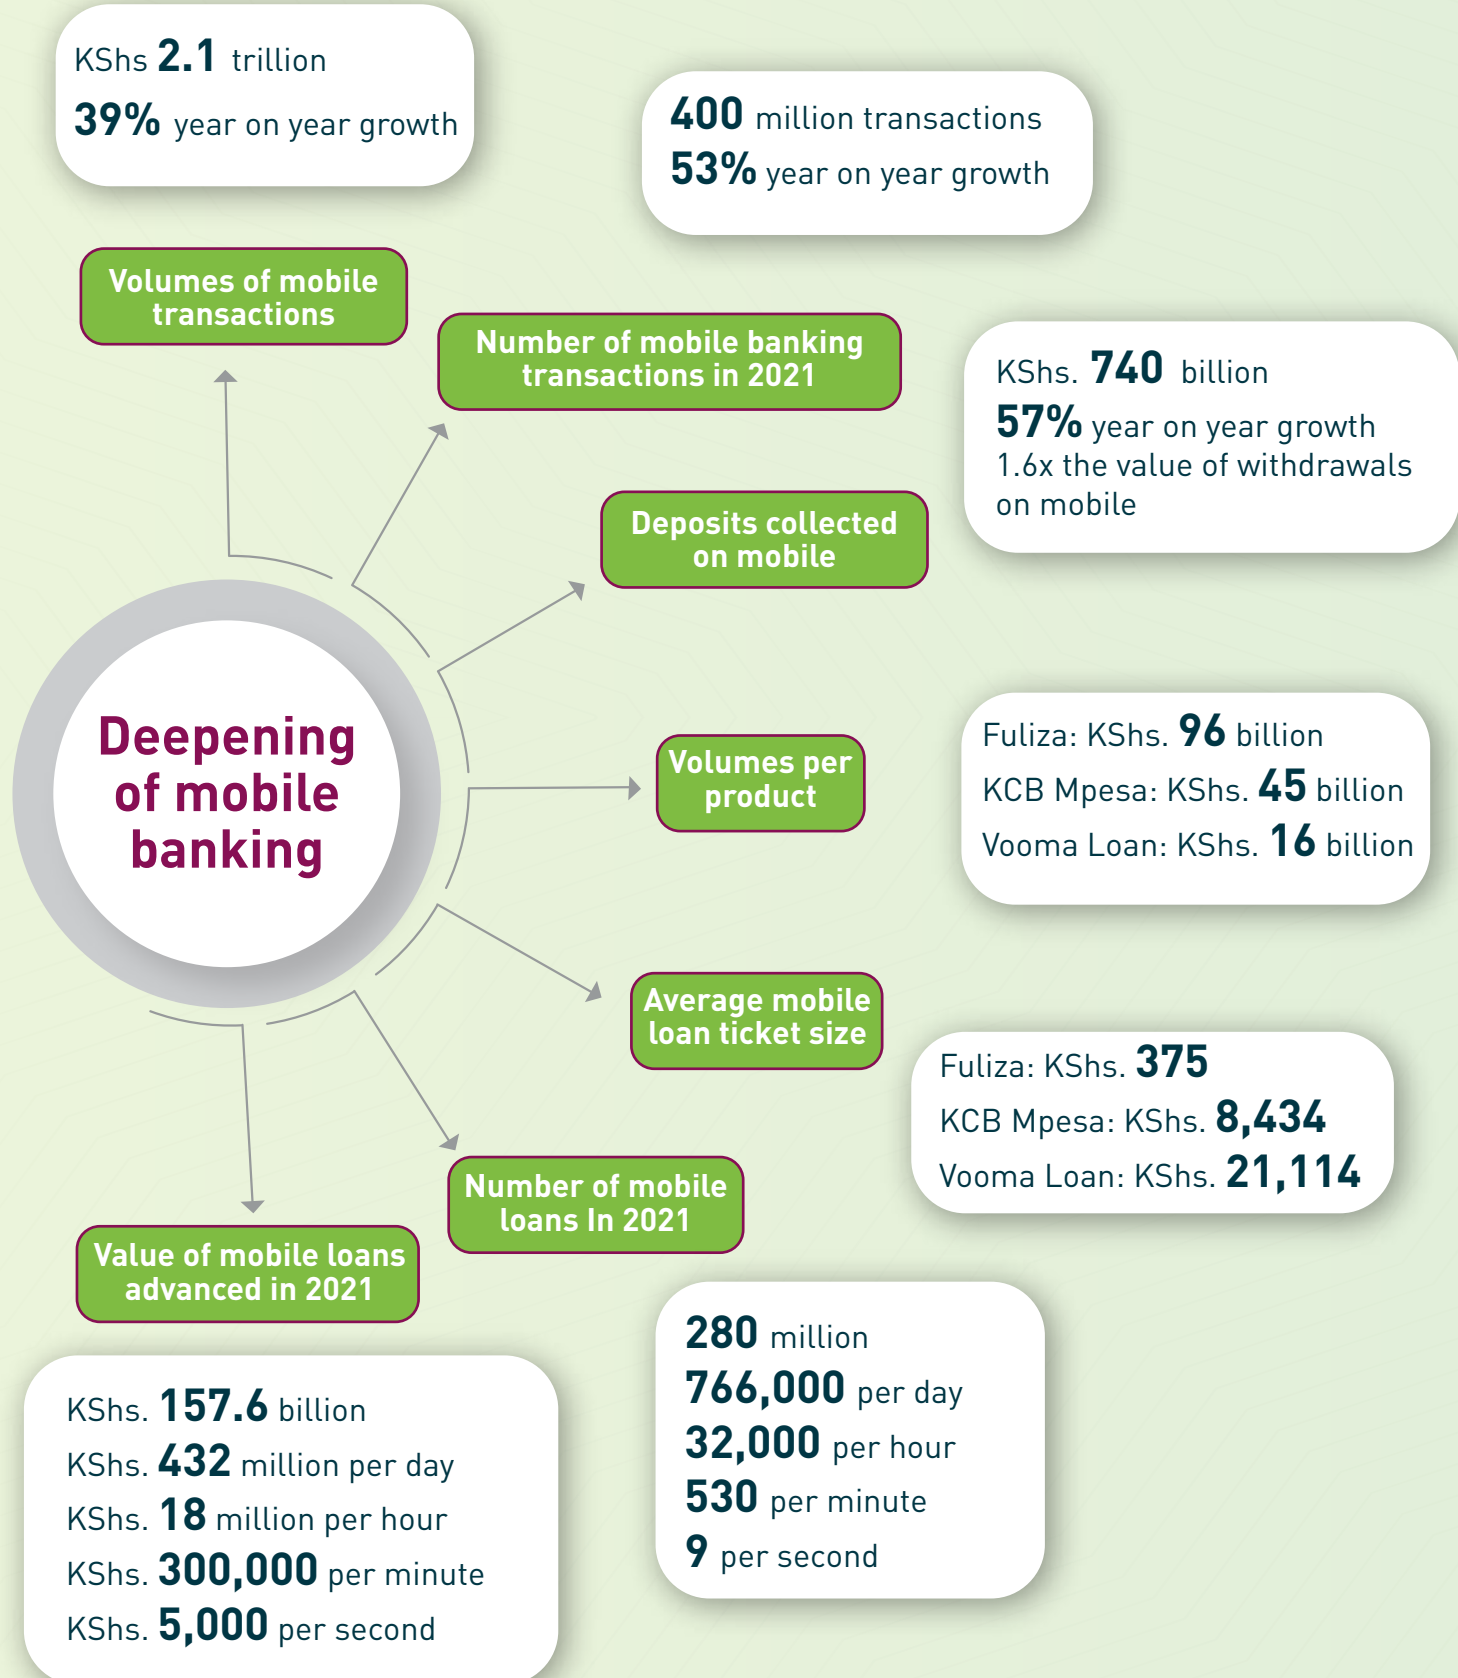 KShs 2.1 trillion
39% year on year growth
400 million transactions
53% year on year growth
Volumes of mobile
transactions
Number of mobile banking
transactions in 2021
KShs. 740 billion
57% year on year growth
1.6x the value of withdrawals
on mobile
Deposits collected
on mobile
Deepening
of mobile
banking
Volumes per
product
Fuliza: KShs. 96 billion
KCB Mpesa: KShs. 45 billion
Vooma Loan: KShs. 16 billion
Average mobile
loan ticket size
Fuliza: KShs. 375
KCB Mpesa: KShs. 8,434
Vooma Loan: KShs. 21,114
Number of mobile
loans In 2021
280 million
766,000 per day
32,000 per hour
530 per minute
9 per second
Value of mobile loans
advanced in 2021
KShs. 157.6 billion
KShs. 432 million per day
KShs. 18 million per hour
KShs. 300,000 per minute
KShs. 5,000 per second